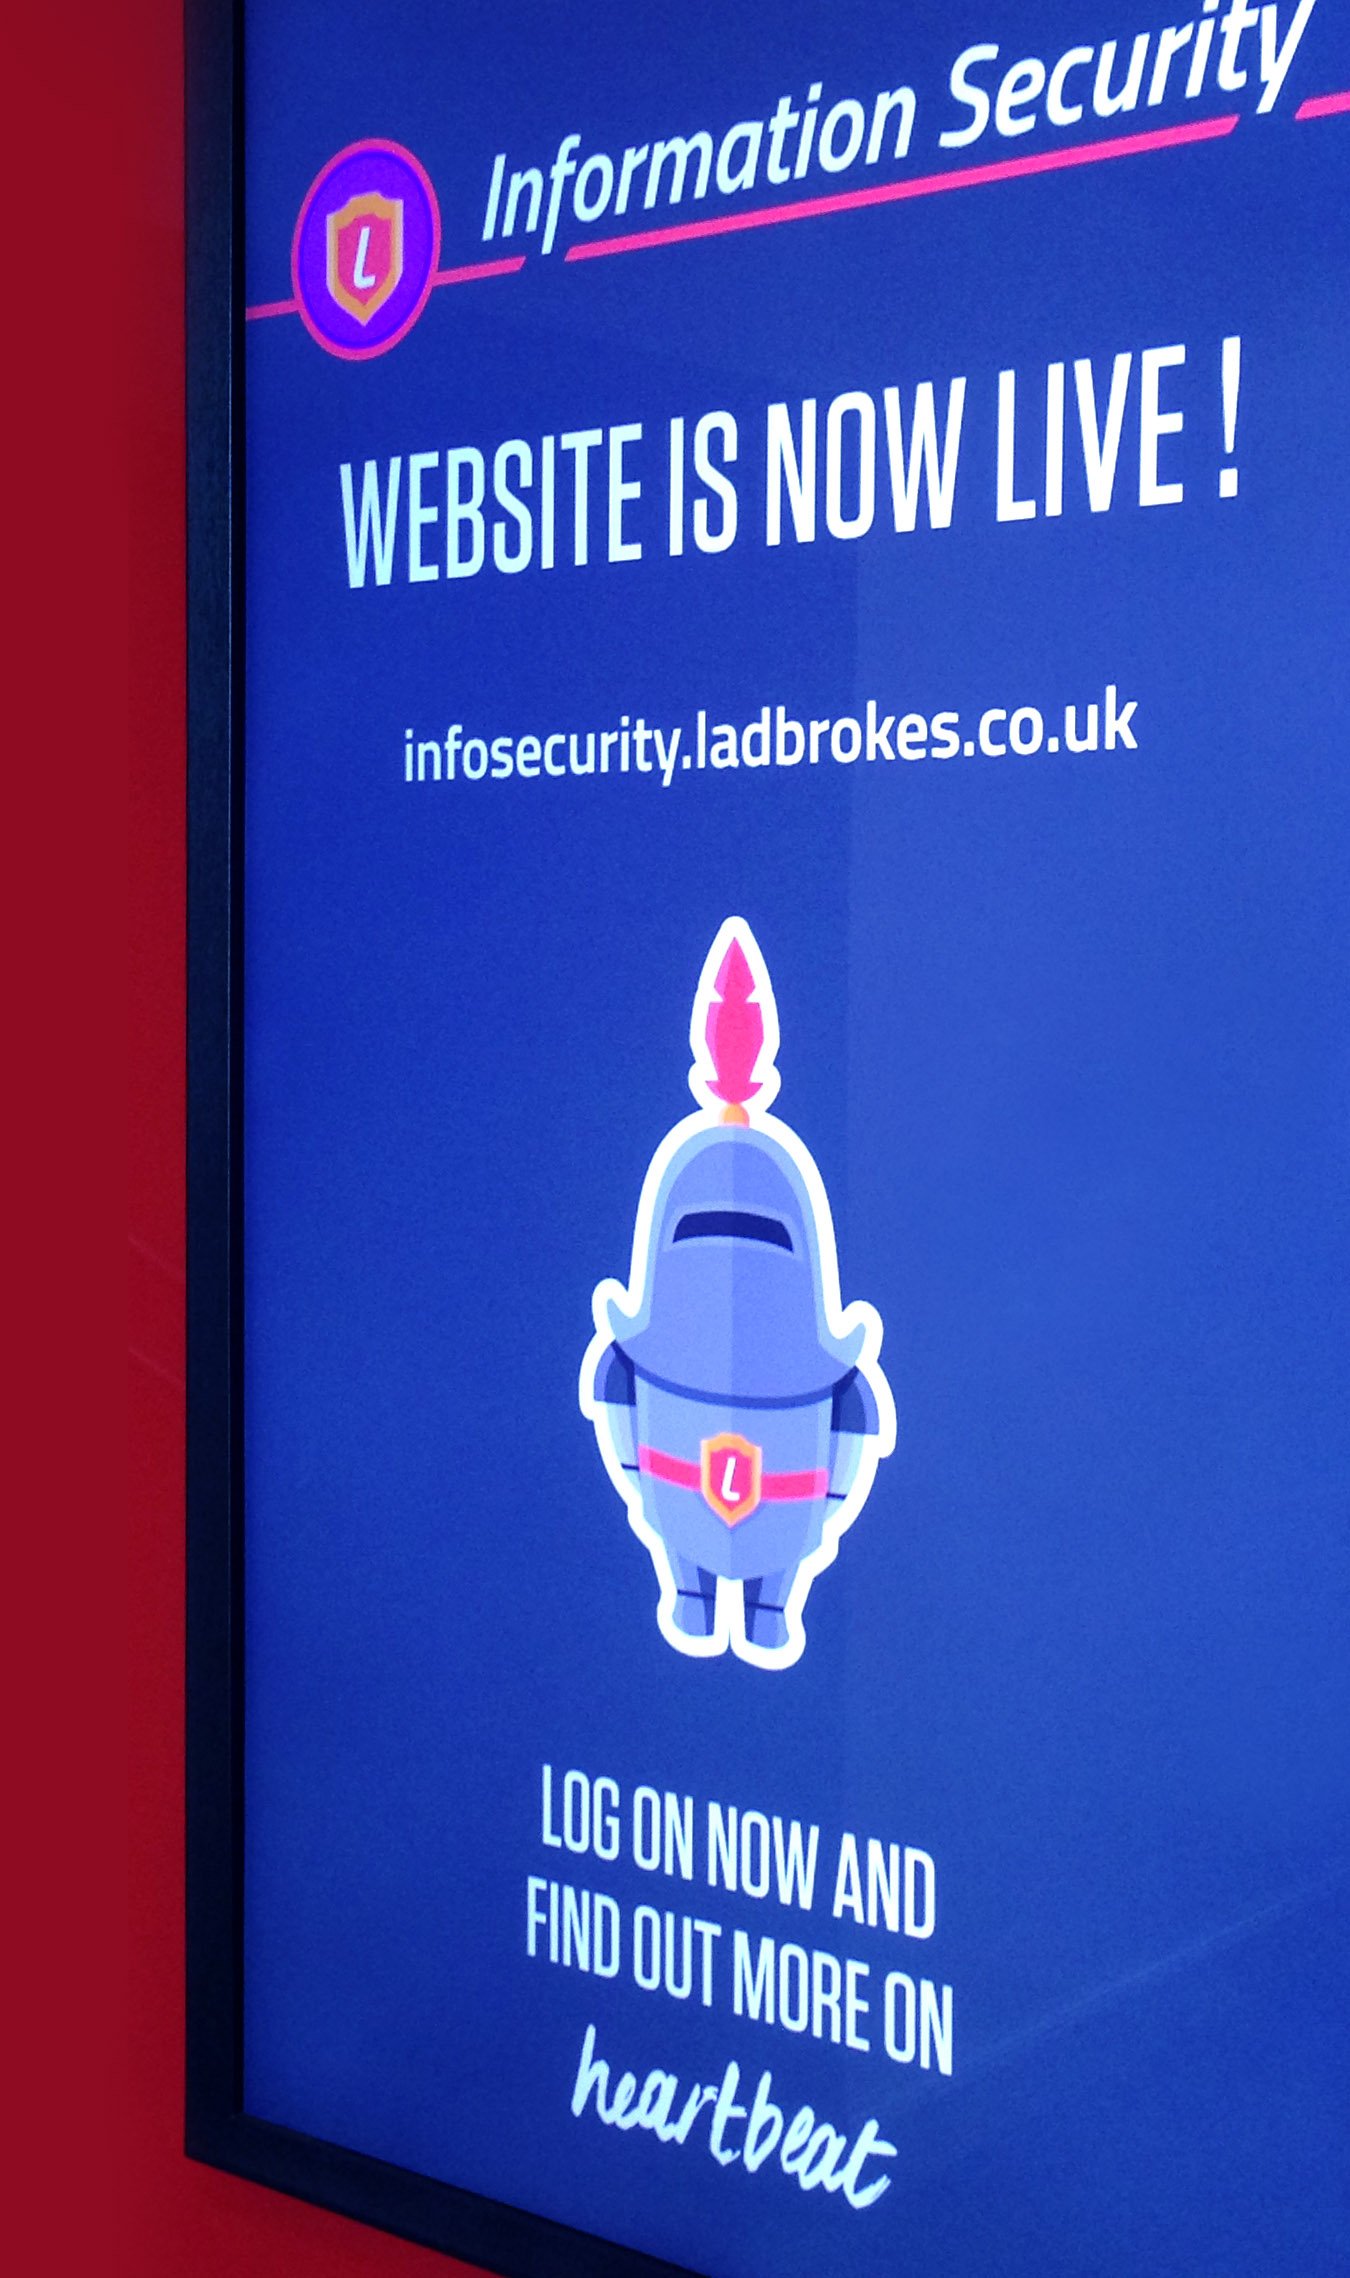 Information Security
L
WEBSITE IS NOW LIVE !
infosecurity.ladbrokes.co.uk
L
LOG ON NOW AND
FIND OUT MORE ON
heartbeat